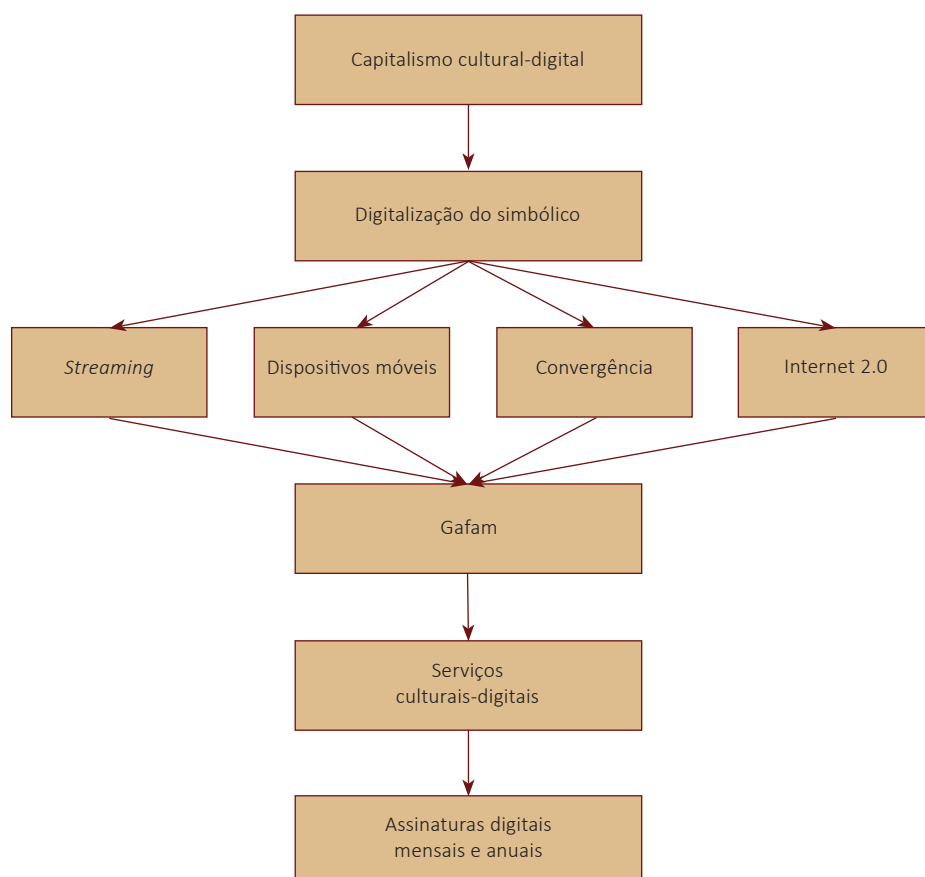 Capitalismo cultural-digital
Digitalização do simbólico
Streaming
Dispositivos móveis
Convergência
Internet 2.0
Gafam
Serviços
culturais-digitais
Assinaturas digitais
mensais e anuais